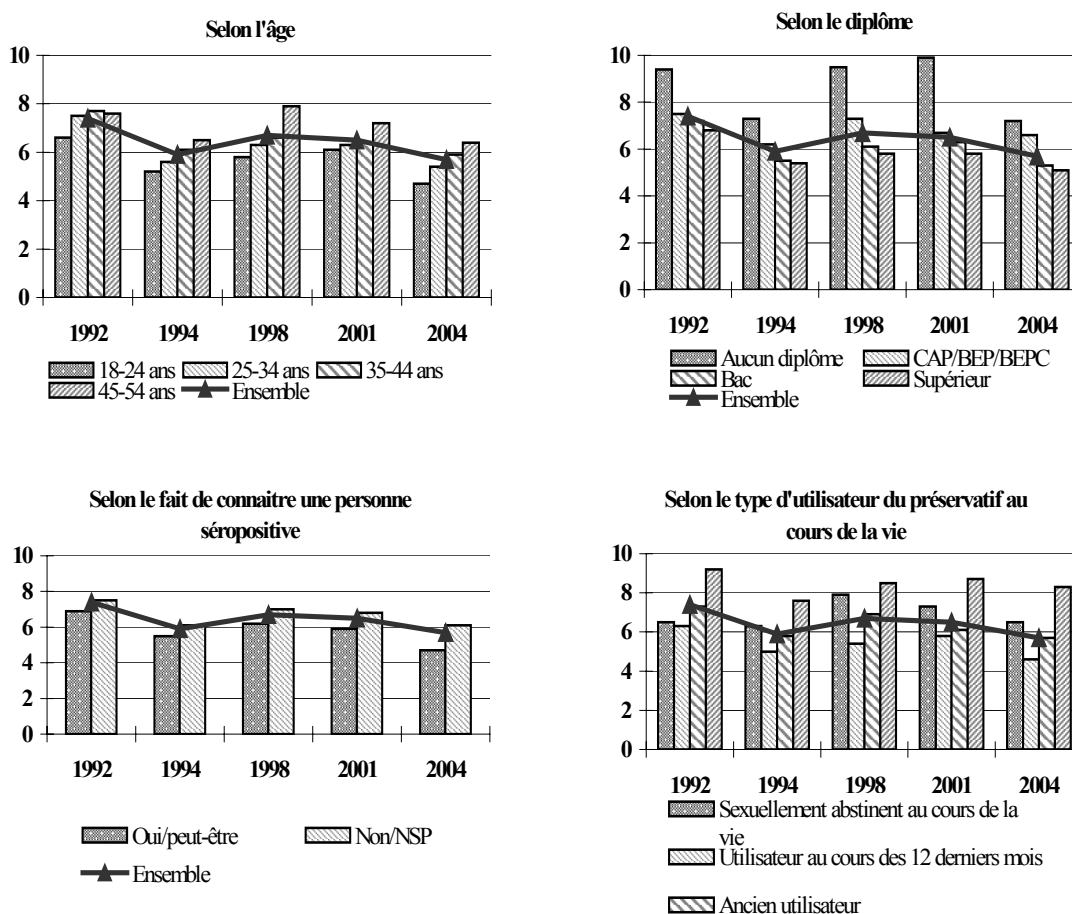 Selon l'âge
10
8
6
4
2
0
1992 1994 1998 2001 2004
18-24 ans 25-34 ans 35-44 ans
45-54 ans Ensemble
Selon le diplôme
10
8
6
4
2
0
1992 1994 1998 2001 2004
Aucun diplôme CAP/BEP/BEPC
Bac Supérieur
Ensemble
Selon le fait de connaitre une personne
séropositive
10
8
6
4
2
0
1992 1994 1998 2001 2004
Oui/peut-être Non/NSP
Ensemble
Selon le type d'utilisateur du préservatif au
cours de la vie
10
8
6
4
2
0
1992 1994 1998 2001 2004
Sexuellement abstinent au cours de la
vie
Utilisateur au cours des 12 derniers mois
Ancien utilisateur